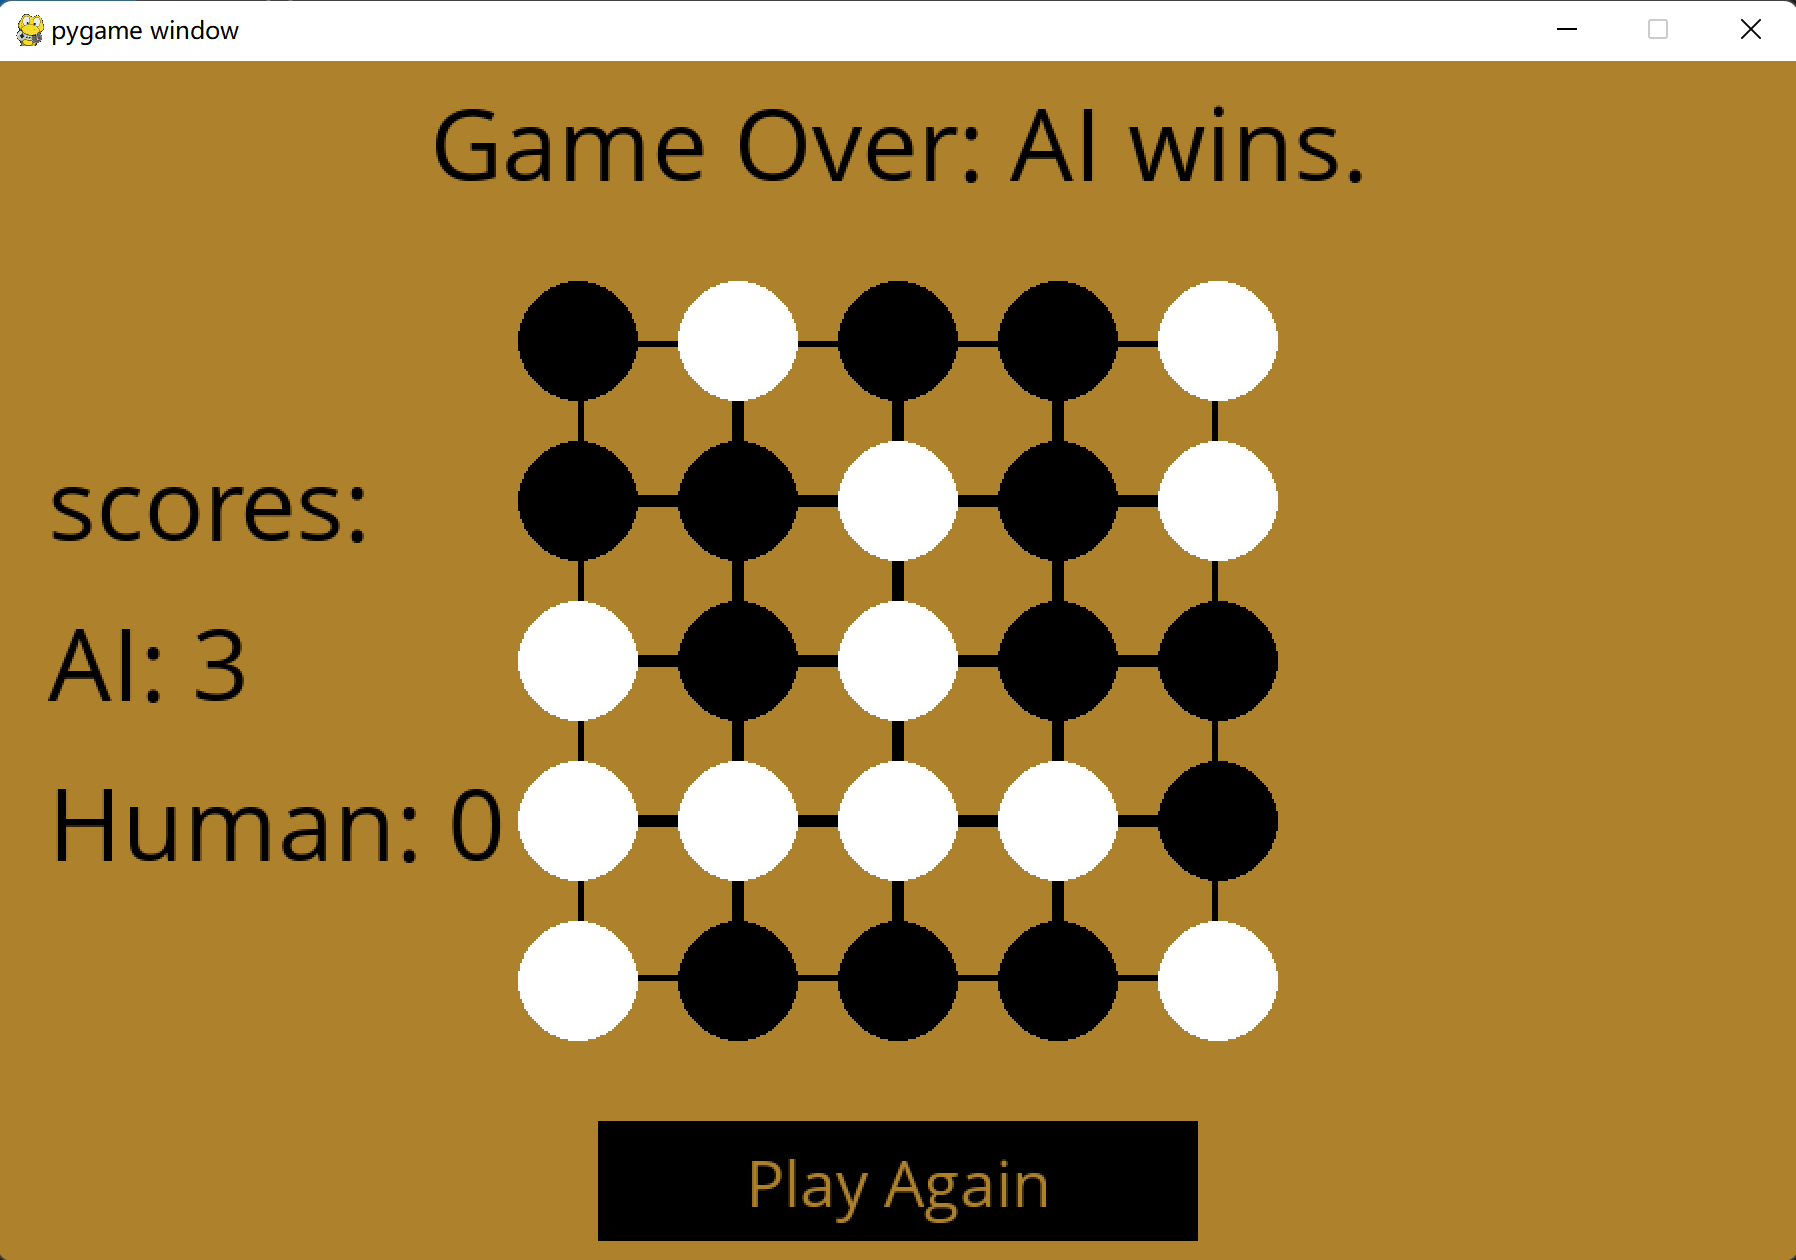 pygame window
Game Over: AI wins.
scores:
AI: 3
Human: 0
Play Again